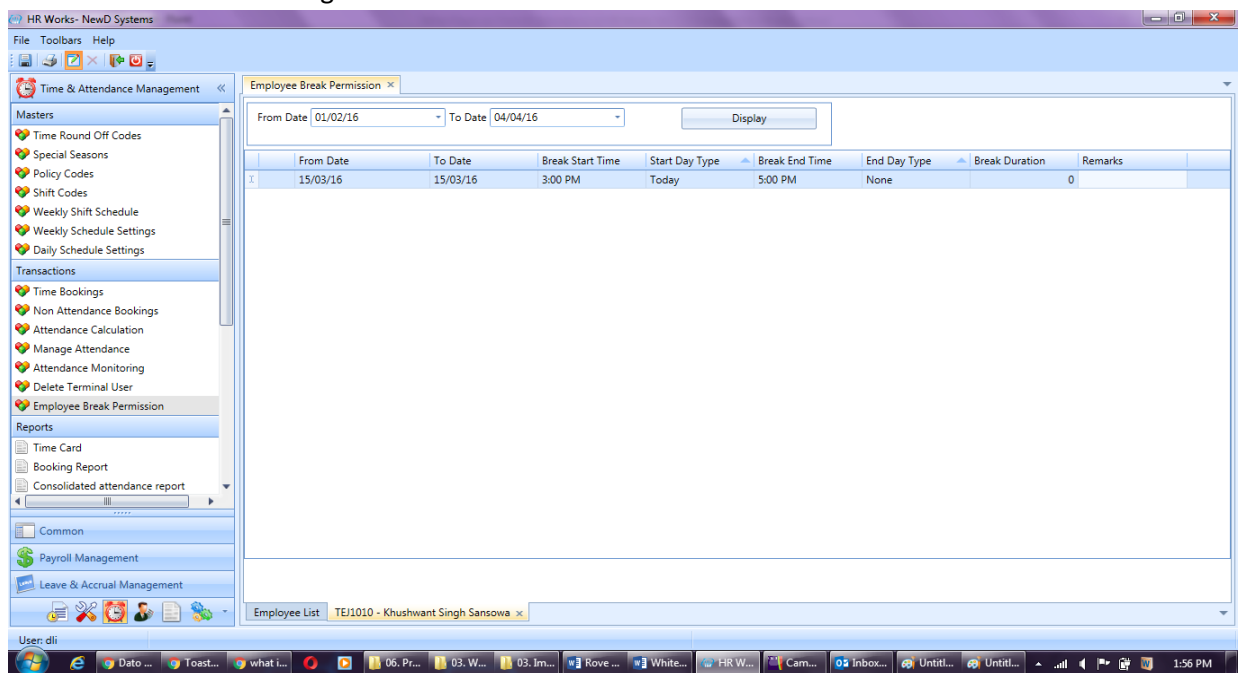 HR Works- NewD Systems
File Toolbars Help
Time & Attendance Management
Masters
Time Round Off Codes
Special Seasons
Policy Codes
Shift Codes
Weekly Shift Schedule
Weekly Schedule Settings
Daily Schedule Settings
Transactions
Time Bookings
Non Attendance Bookings
Attendance Calculation
Manage Attendance
Attendance Monitoring
Delete Terminal User
Employee Break Permission
Reports
Time Card
Booking Report
Consolidated attendance report
Common
Payroll Management
Leave & Accrual Management
Employee Break Permission
From Date 01/02/16 To Date 04/04/16 Display
From Date To Date Break Start Time Start Day Type Break End Time End Day Type Break Duration Remarks
15/03/16 15/03/16 3:00 PM Today 5:00 PM None 0
Employee List TEJ1010 - Khushwant Singh Sansowa
User: dli
Dato ... Toast... what i... 06. Pr... 03. W... 03. Im... Rove ... White... HR W... Cam... Inbox... Untitl... Untitl... 1:56 PM